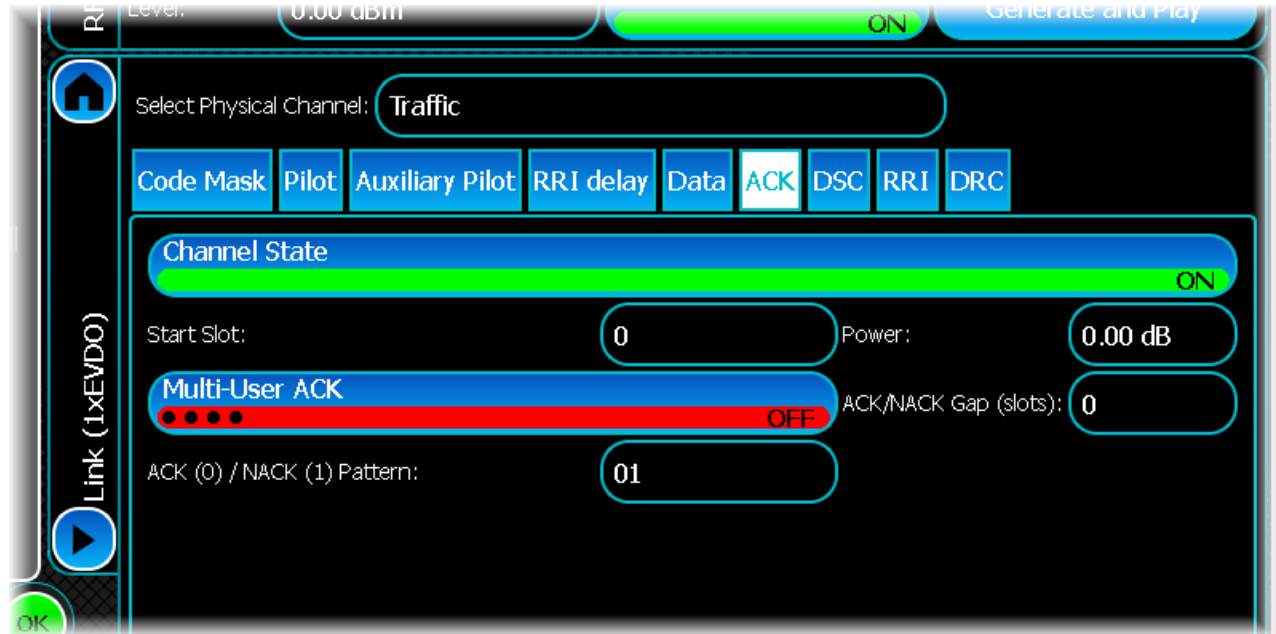 RF
Level:
0.00 dBm
ON
Generate and Play
Select Physical Channel:
Traffic
Code Mask
Pilot
Auxiliary Pilot
RRI delay
Data
ACK
DSC
RRI
DRC
Channel State
ON
Start Slot:
0
Power:
0.00 dB
Multi-User ACK
OFF
ACK/NACK Gap (slots):
0
ACK (0) / NACK (1) Pattern:
01
Link (1xEVDO)
OK